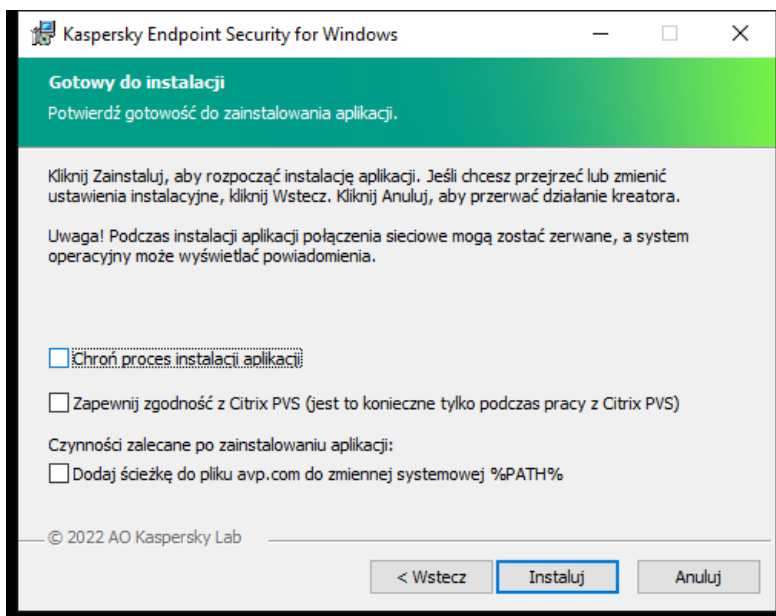 Kaspersky Endpoint Security for Windows
Gotowy do instalacji
Potwierdź gotowość do zainstalowania aplikacji.
Kliknij Zainstaluj, aby rozpocząć instalację aplikacji. Jeśli chcesz przejrzeć lub zmienić
ustawienia instalacyjne, kliknij Wstecz. Kliknij Anuluj, aby przerwać działanie kreatora.
Uwaga! Podczas instalacji aplikacji połączenia sieciowe mogą zostać zerwane, a system
operacyjny może wyświetlać powiadomienia.
Chroń proces instalacji aplikacji
Zapewnij zgodność z Citrix PVS (jest to konieczne tylko podczas pracy z Citrix PVS)
Czynności zalecane po zainstalowaniu aplikacji:
Dodaj ścieżkę do pliku avp.com do zmiennej systemowej %PATH%
© 2022 AO Kaspersky Lab
< Wstecz Instaluj Anuluj